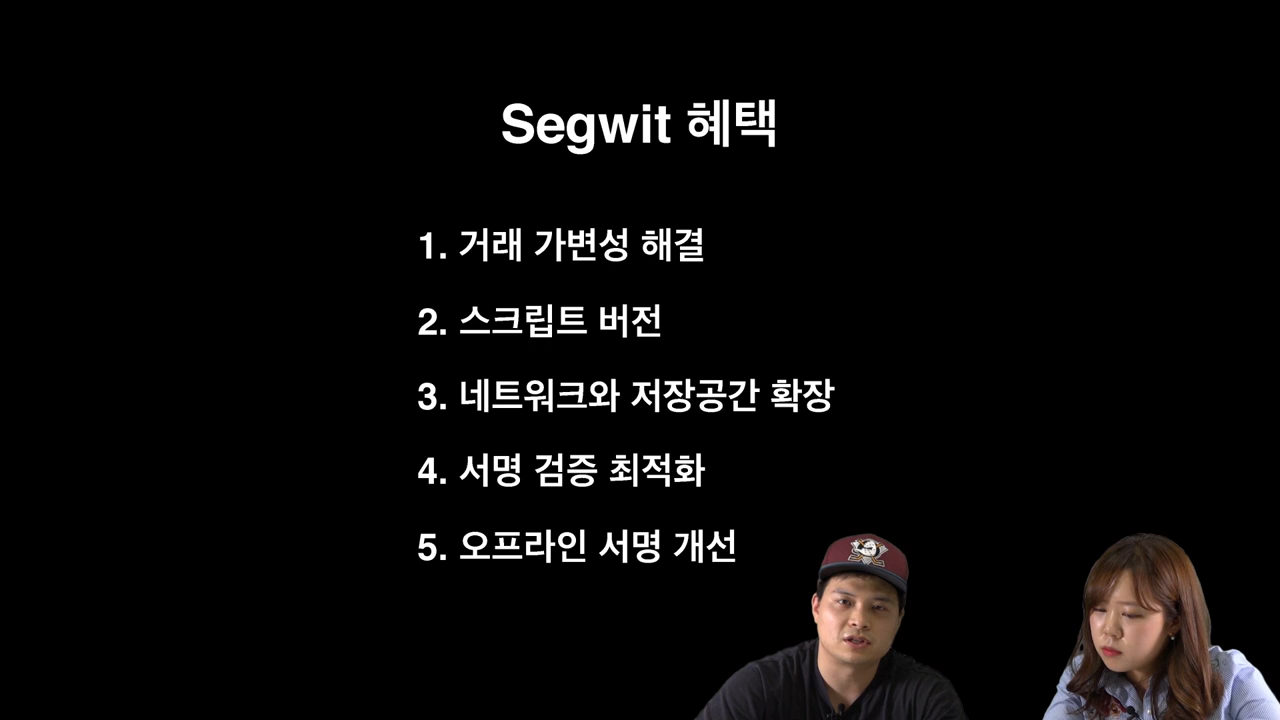 Segwit 혜택
1. 거래 가변성 해결
2. 스크립트 버전
3. 네트워크와 저장공간 확장
4. 서명 검증 최적화
5. 오프라인 서명 개선